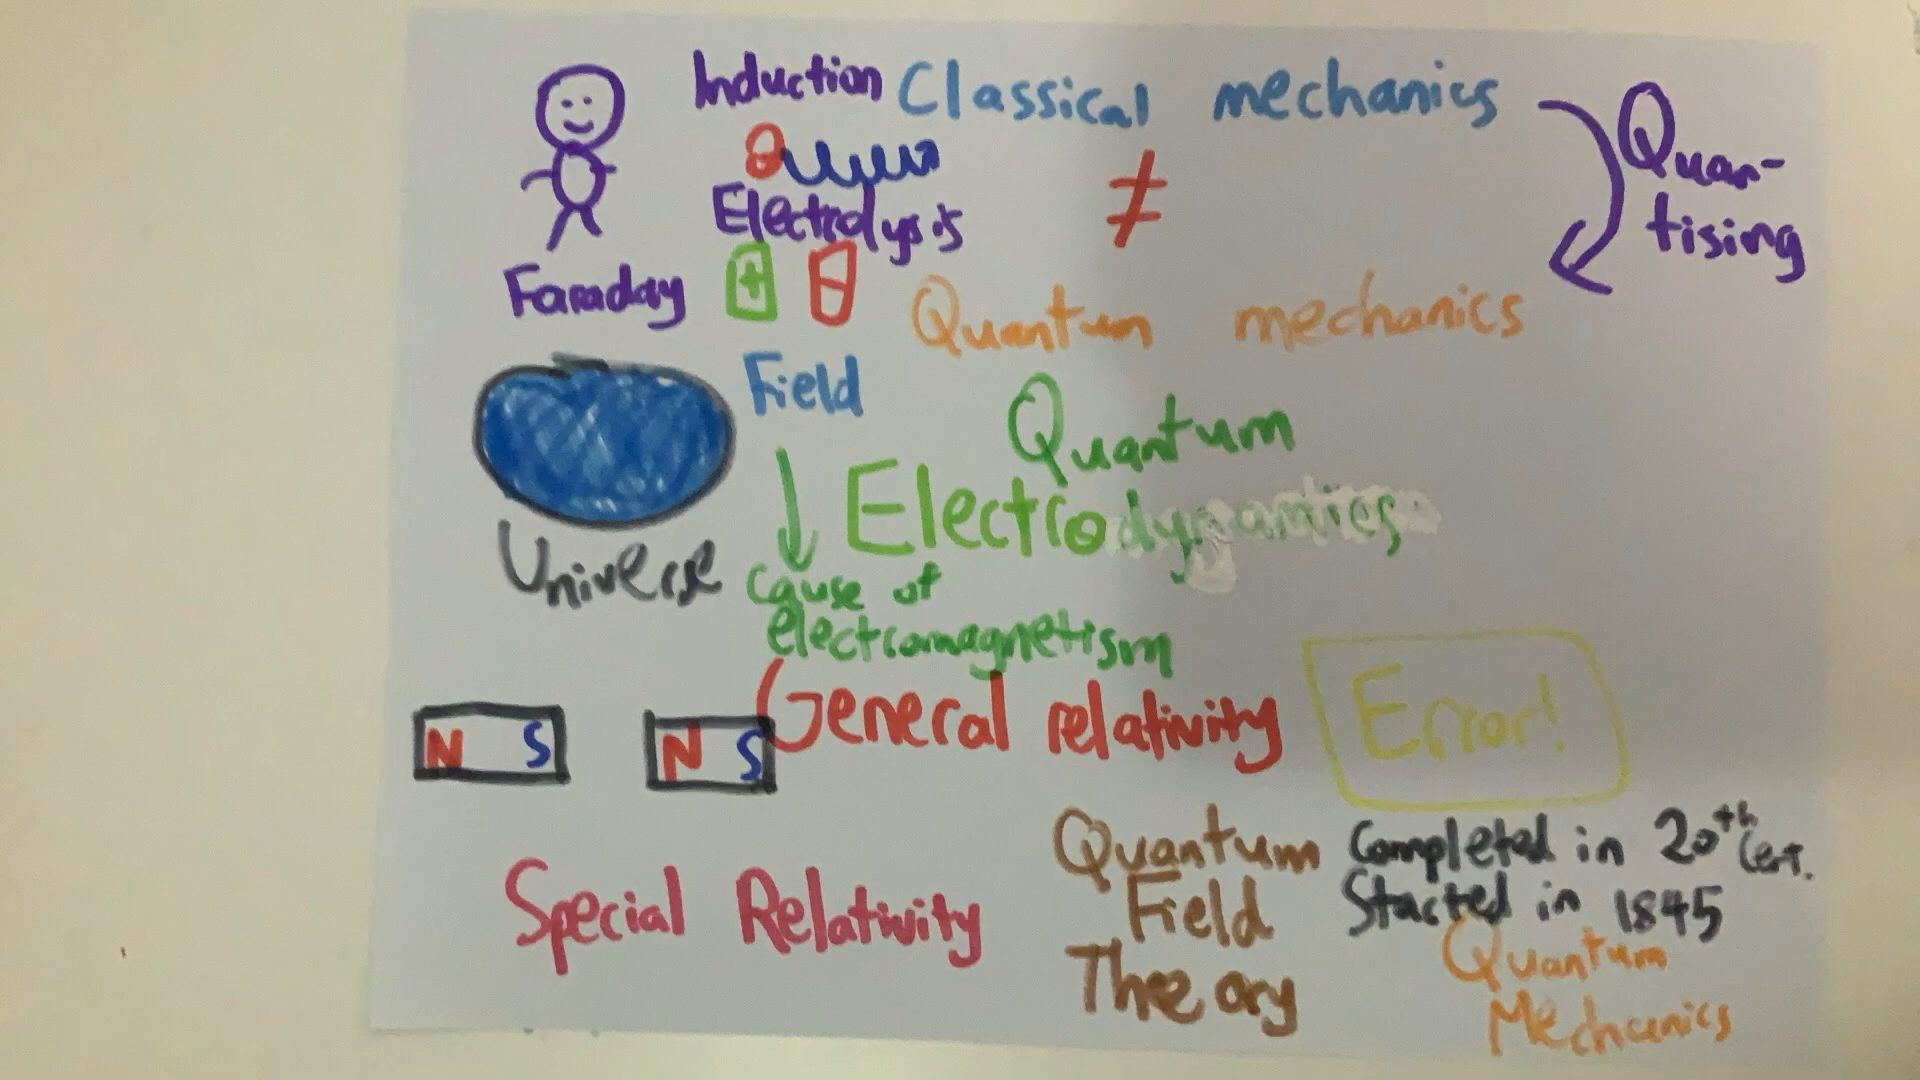 Induction
Classical mechanics
Quan-
tising
≠
Electrolysis
Faraday
+ -
Quantum mechanics
Field
Quantum
Electrodynamics
Universe
cause of
electromagnetism
General relativity
Error!
N S
N S
Quantum
Field
Theory
Completed in 20th Cent.
Started in 1845
Special Relativity
Quantum
Mechanics